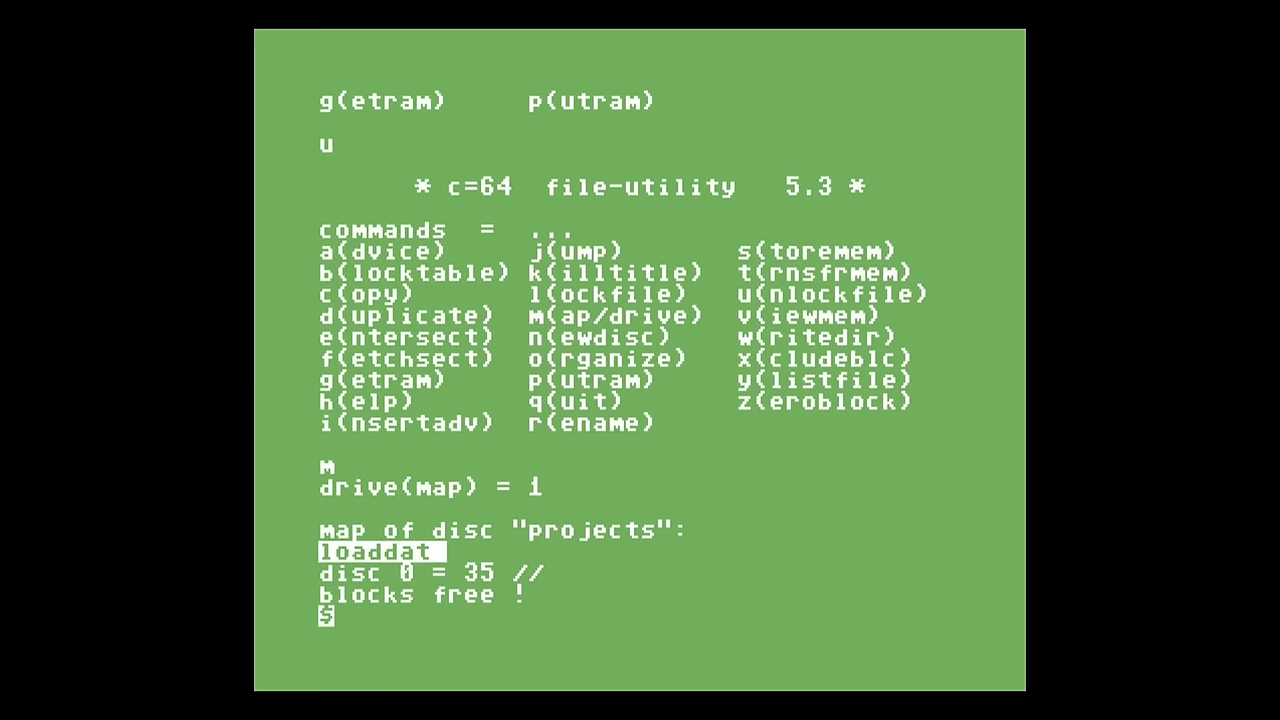 g(etram) p(utram)
u
* c=64 file-utility 5.3 *
commands = ...
a(dvice) j(ump) s(toremem)
b(locktable) k(illtitle) t(rnsfrmem)
c(opy) l(ockfile) u(nlockfile)
d(uplicate) m(ap/drive) v(iewmem)
e(ntersect) n(ewdisc) w(ritedir)
f(etchsect) o(rganize) x(cludeblc)
g(etram) p(utram) y(listfile)
h(elp) q(uit) z(eroblock)
i(nsertadv) r(ename)
m
drive(map) = 1
map of disc "projects":
loaddat
disc 0 = 35 //
blocks free !
$